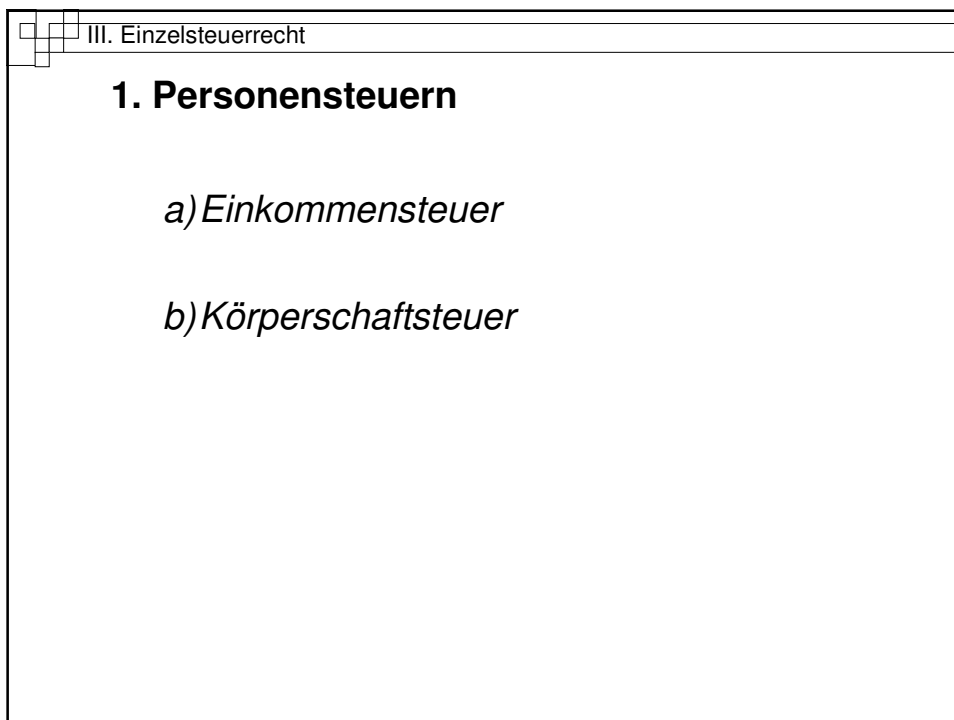 III. Einzelsteuerrecht
1. Personensteuern
a) Einkommensteuer
b) Körperschaftsteuer